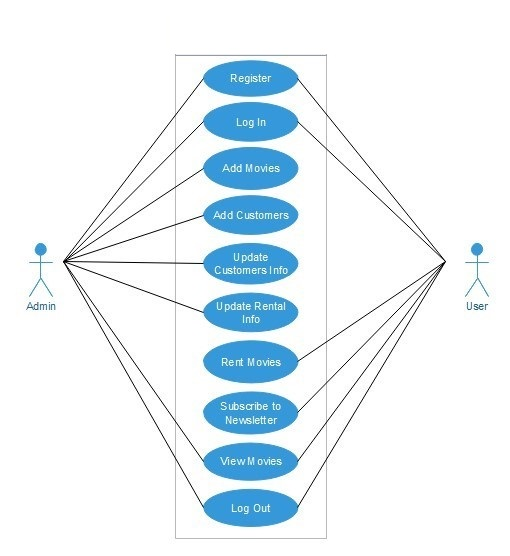 Register
Log In
Add Movies
Add Customers
Update
Customers Info
Admin
User
Update Rental
Info
Rent Movies
Subscribe to
Newsletter
View Movies
Log Out